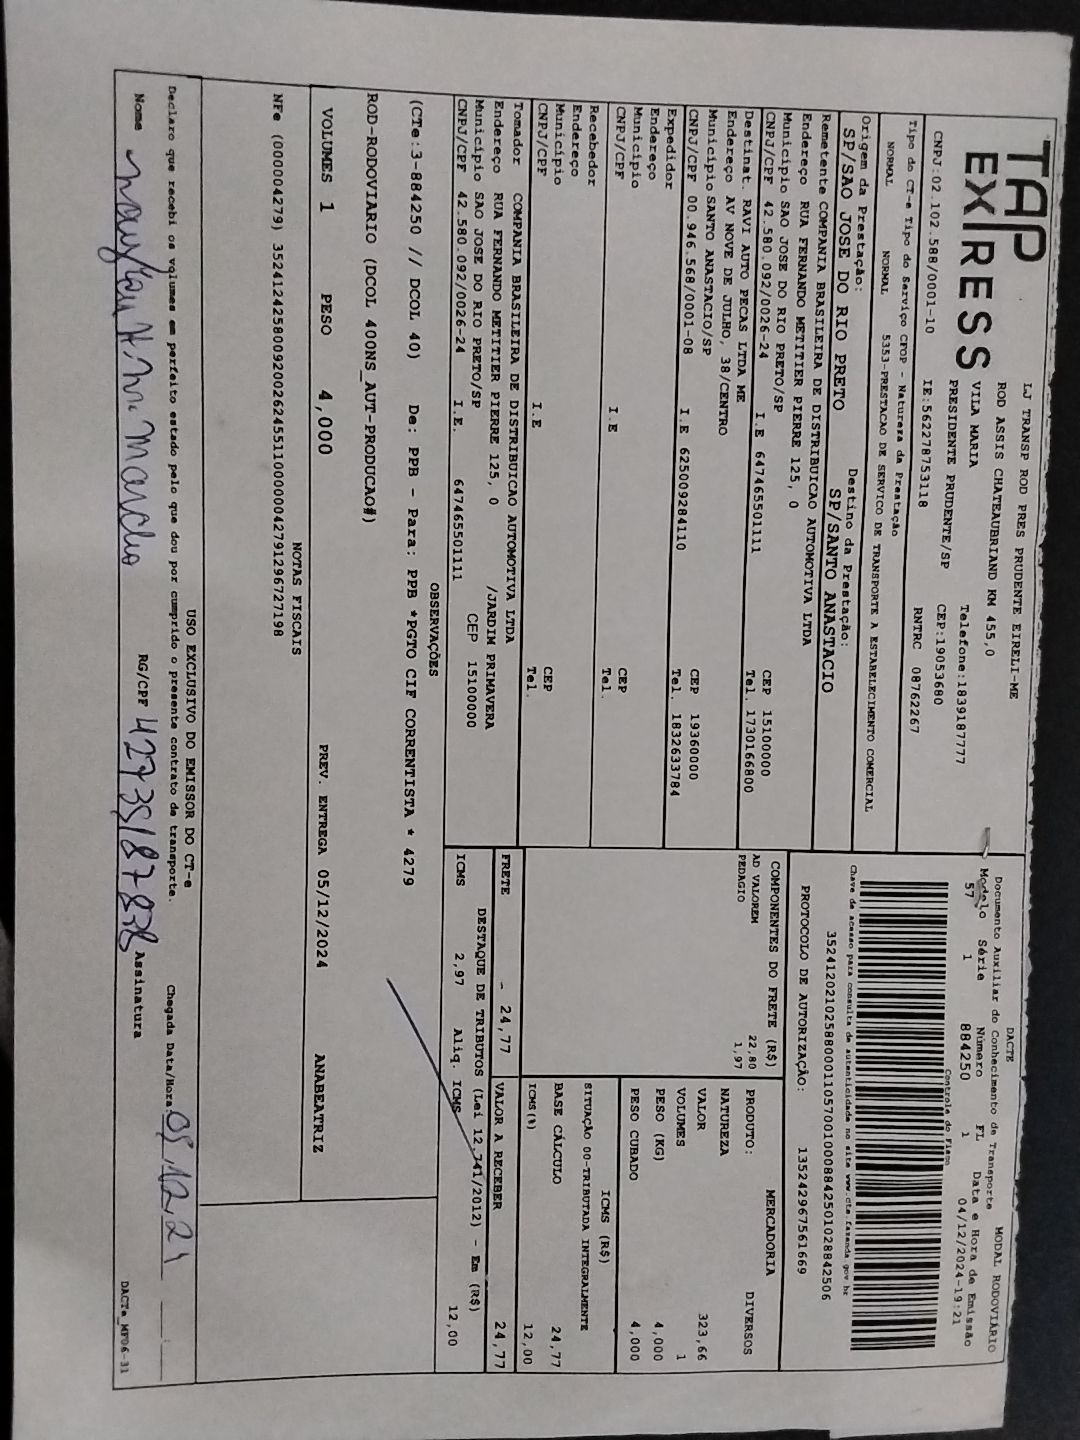 TAP
EXPRESS
LJ TRANSP ROD PRES PRUDENTE EIRELI-ME
ROD ASSIS CHATEAUBRIAND KM 455,0
VILA MARIA Telefone:1839187777
PRESIDENTE PRUDENTE/SP CEP:19053680
CNPJ:02.102.588/0001-10 IE:562278753118 RNTRC 08762267
Tipo do CT-e Tipo do Serviço CFOP - Natureza da Prestação
NORMAL NORMAL 5353-PRESTACAO DE SERVICO DE TRANSPORTE A ESTABELECIMENTO COMERCIAL
Origem da Prestação: Destino da Prestação:
SP/SAO JOSE DO RIO PRETO SP/SANTO ANASTACIO
Remetente COMPANIA BRASILEIRA DE DISTRIBUICAO AUTOMOTIVA LTDA
Endereço RUA FERNANDO METITIER PIERRE 125, 0
Município SAO JOSE DO RIO PRETO/SP CEP 15100000
CNPJ/CPF 42.580.092/0026-24 I.E 647465501111 Tel. 1730166800
Destinat. RAVI AUTO PECAS LTDA ME
Endereço AV NOVE DE JULHO, 38/CENTRO
Município SANTO ANASTACIO/SP CEP 19360000
CNPJ/CPF 00.946.568/0001-08 I.E 625009284110 Tel. 1832633784
Expedidor
Endereço
Município CEP
CNPJ/CPF I.E Tel.
Recebedor
Endereço
Município CEP
CNPJ/CPF I.E Tel.
Tomador COMPANIA BRASILEIRA DE DISTRIBUICAO AUTOMOTIVA LTDA
Endereço RUA FERNANDO METITIER PIERRE 125, 0 /JARDIM PRIMAVERA
Município SAO JOSE DO RIO PRETO/SP CEP 15100000
CNPJ/CPF 42.580.092/0026-24 I.E. 647465501111
DACTE MODAL RODOVIÁRIO
Documento Auxiliar do Conhecimento de Transporte
Modelo Série Número FL Data e Hora de Emissão
57 1 884250 1 04/12/2024-19:21
Controle do Fisco
Chave de acesso para consulta de autenticidade no site www.cte.fazenda.gov.br
35241202102588000110570010008842501028842506
PROTOCOLO DE AUTORIZAÇÃO: 135242967561669
COMPONENTES DO FRETE (R$)
AD VALOREM 22,80
PEDAGIO 1,97
MERCADORIA
PRODUTO: DIVERSOS
NATUREZA
VALOR 323,66
VOLUMES 1
PESO (KG) 4,000
PESO CUBADO 4,000
ICMS (R$)
SITUAÇÃO 00-TRIBUTADA INTEGRALMENTE
BASE CÁLCULO 24,77
ICMS(%) 12,00
FRETE - 24,77 VALOR A RECEBER 24,77
DESTAQUE DE TRIBUTOS (Lei 12.741/2012) - Em (R$)
ICMS 2,97 Aliq. ICMS 12,00
OBSERVAÇÕES
(CTe:3-884250 // DCOL 40) De: PPB - Para: PPB *PGTO CIF CORRENTISTA * 4279
ROD-RODOVIARIO (DCOL 400NS_AUT-PRODUCAO#)
VOLUMES 1 PESO 4,000 PREV. ENTREGA 05/12/2024 ANABEATRIZ
NOTAS FISCAIS
NFe (000004279) 35241242580092002624551100000042791296727198
USO EXCLUSIVO DO EMISSOR DO CT-e
Declaro que recebi os volumes em perfeito estado pelo que dou por cumprido o presente contrato de transporte. Chegada Data/Hora 05/12/24
Nome RG/CPF 42735187838 Assinatura
DACTe_MF06-31